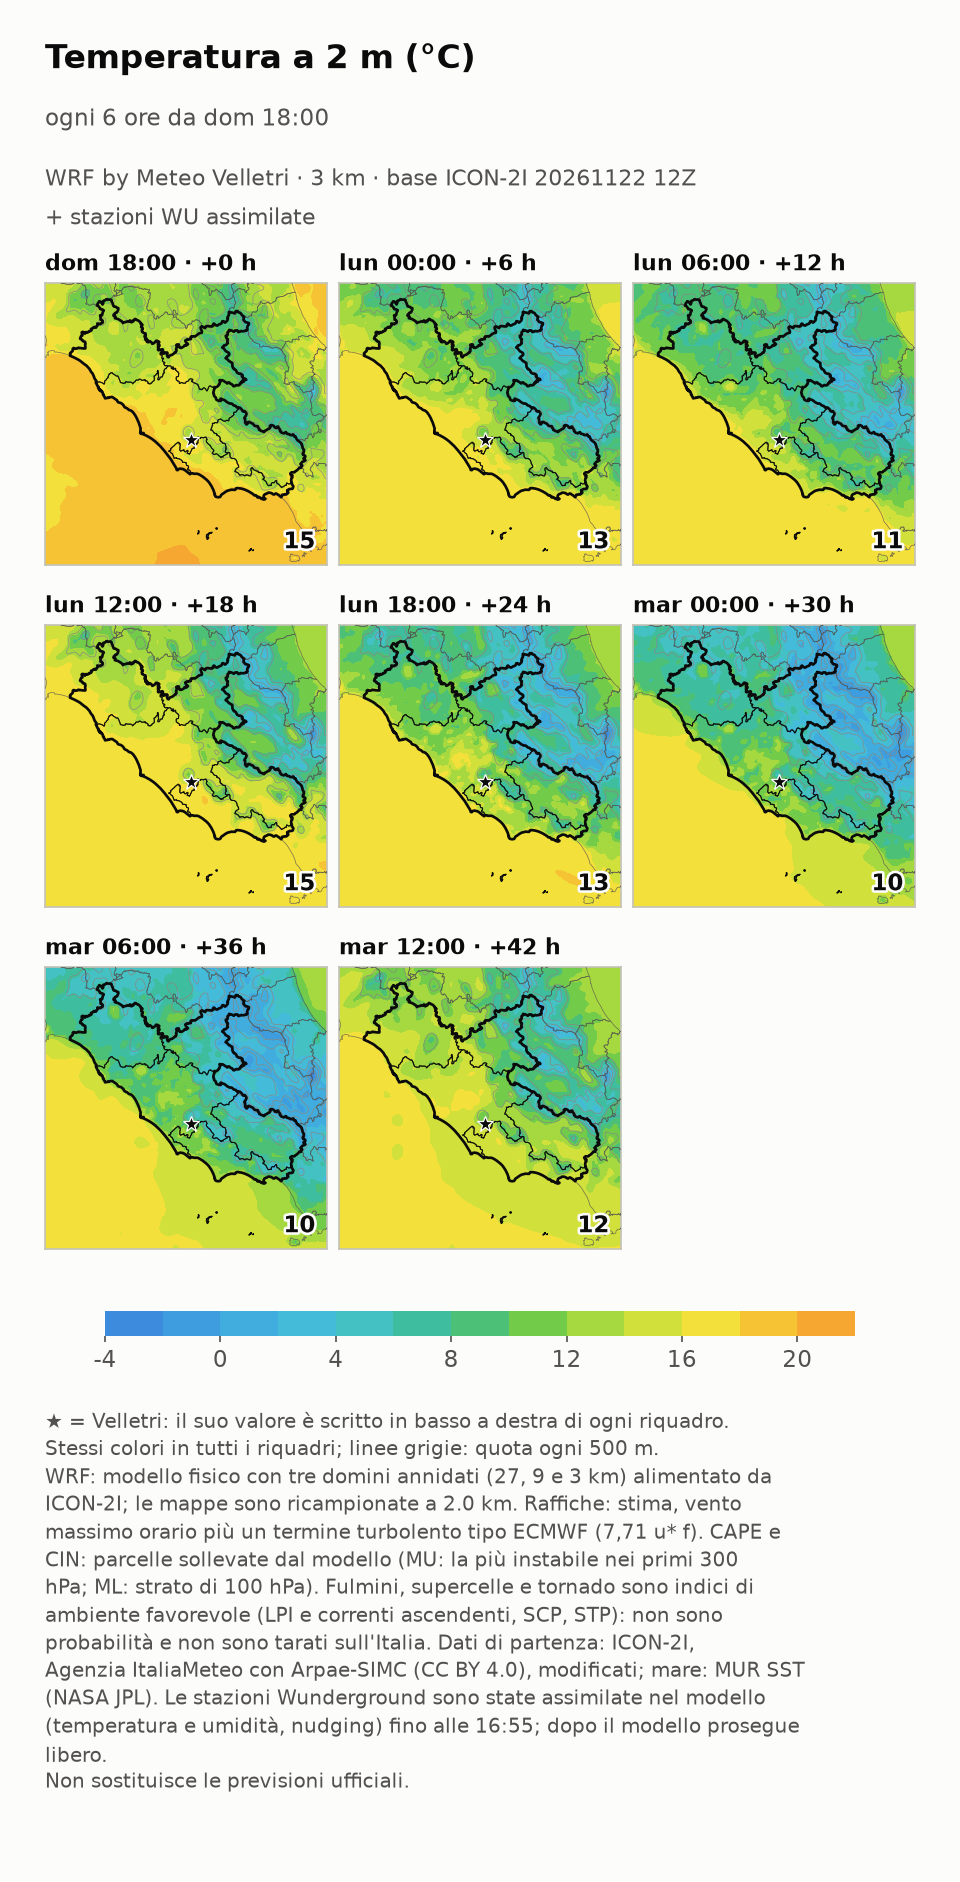 Temperatura a 2 m (°C)
ogni 6 ore da dom 18:00
WRF by Meteo Velletri · 3 km · base ICON-2I 20261122 12Z
+ stazioni WU assimilate
dom 18:00 · +0 h
lun 00:00 · +6 h
lun 06:00 · +12 h
15
13
11
lun 12:00 · +18 h
lun 18:00 · +24 h
mar 00:00 · +30 h
15
13
10
mar 06:00 · +36 h
mar 12:00 · +42 h
10
12
-4 0 4 8 12 16 20
★ = Velletri: il suo valore è scritto in basso a destra di ogni riquadro.
Stessi colori in tutti i riquadri; linee grigie: quota ogni 500 m.
WRF: modello fisico con tre domini annidati (27, 9 e 3 km) alimentato da
ICON-2I; le mappe sono ricampionate a 2.0 km. Raffiche: stima, vento
massimo orario più un termine turbolento tipo ECMWF (7,71 u* f). CAPE e
CIN: parcelle sollevate dal modello (MU: la più instabile nei primi 300
hPa; ML: strato di 100 hPa). Fulmini, supercelle e tornado sono indici di
ambiente favorevole (LPI e correnti ascendenti, SCP, STP): non sono
probabilità e non sono tarati sull'Italia. Dati di partenza: ICON-2I,
Agenzia ItaliaMeteo con Arpae-SIMC (CC BY 4.0), modificati; mare: MUR SST
(NASA JPL). Le stazioni Wunderground sono state assimilate nel modello
(temperatura e umidità, nudging) fino alle 16:55; dopo il modello prosegue
libero.
Non sostituisce le previsioni ufficiali.